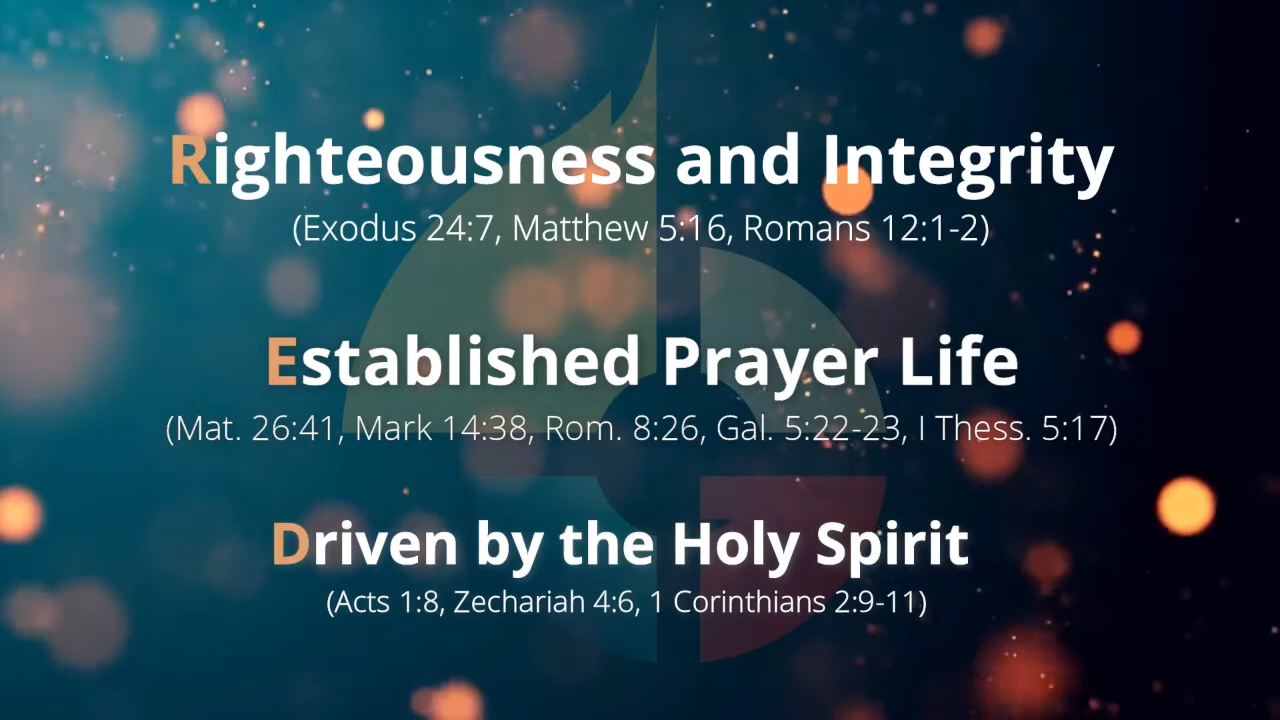 Righteousness and Integrity
(Exodus 24:7, Matthew 5:16, Romans 12:1-2)
Established Prayer Life
(Mat. 26:41, Mark 14:38, Rom. 8:26, Gal. 5:22-23, I Thess. 5:17)
Driven by the Holy Spirit
(Acts 1:8, Zechariah 4:6, 1 Corinthians 2:9-11)